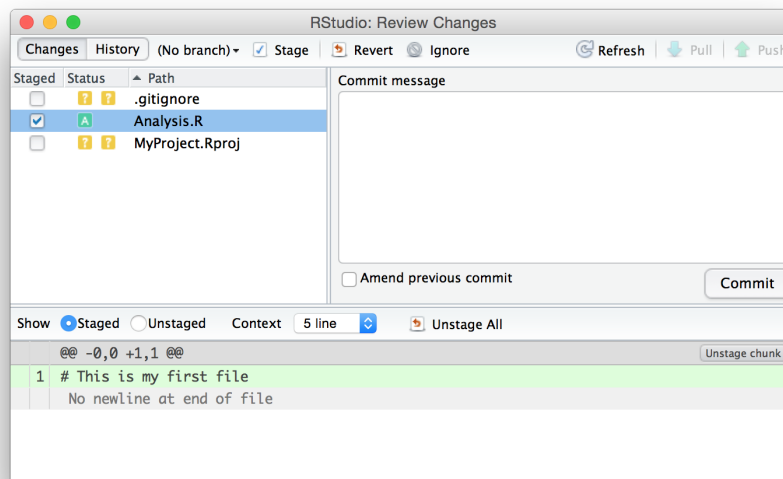 RStudio: Review Changes
Changes History (No branch) Stage Revert Ignore Refresh Pull Push
Staged Status Path
? ? .gitignore
A Analysis.R
? ? MyProject.Rproj
Commit message
Amend previous commit
Commit
Show Staged Unstaged Context 5 line Unstage All
@@ -0,0 +1,1 @@ Unstage chunk
1 # This is my first file
No newline at end of file